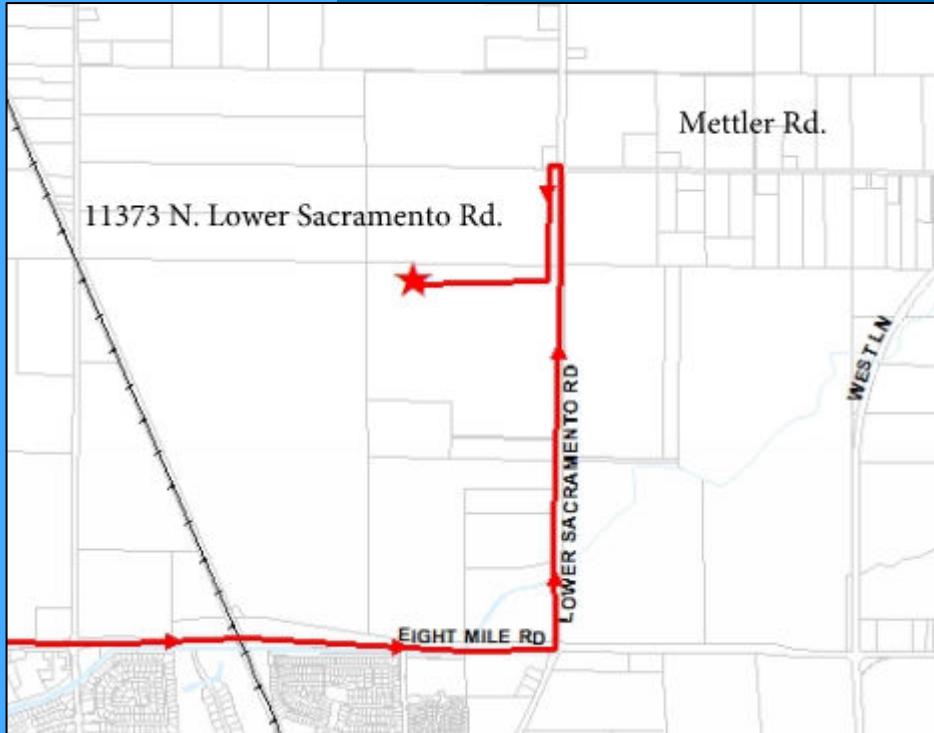 Mettler Rd.
11373 N. Lower Sacramento Rd.
WEST LN
LOWER SACRAMENTO RD
EIGHT MILE RD